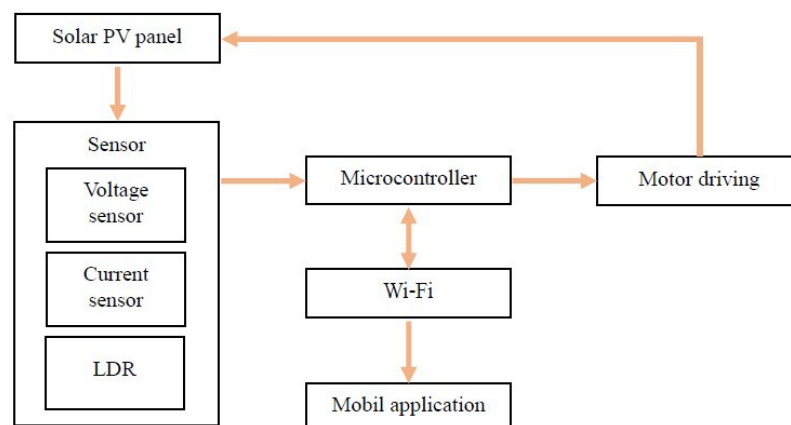 Solar PV panel
Sensor
Voltage
sensor
Current
sensor
LDR
Microcontroller
Motor driving
Wi-Fi
Mobil application